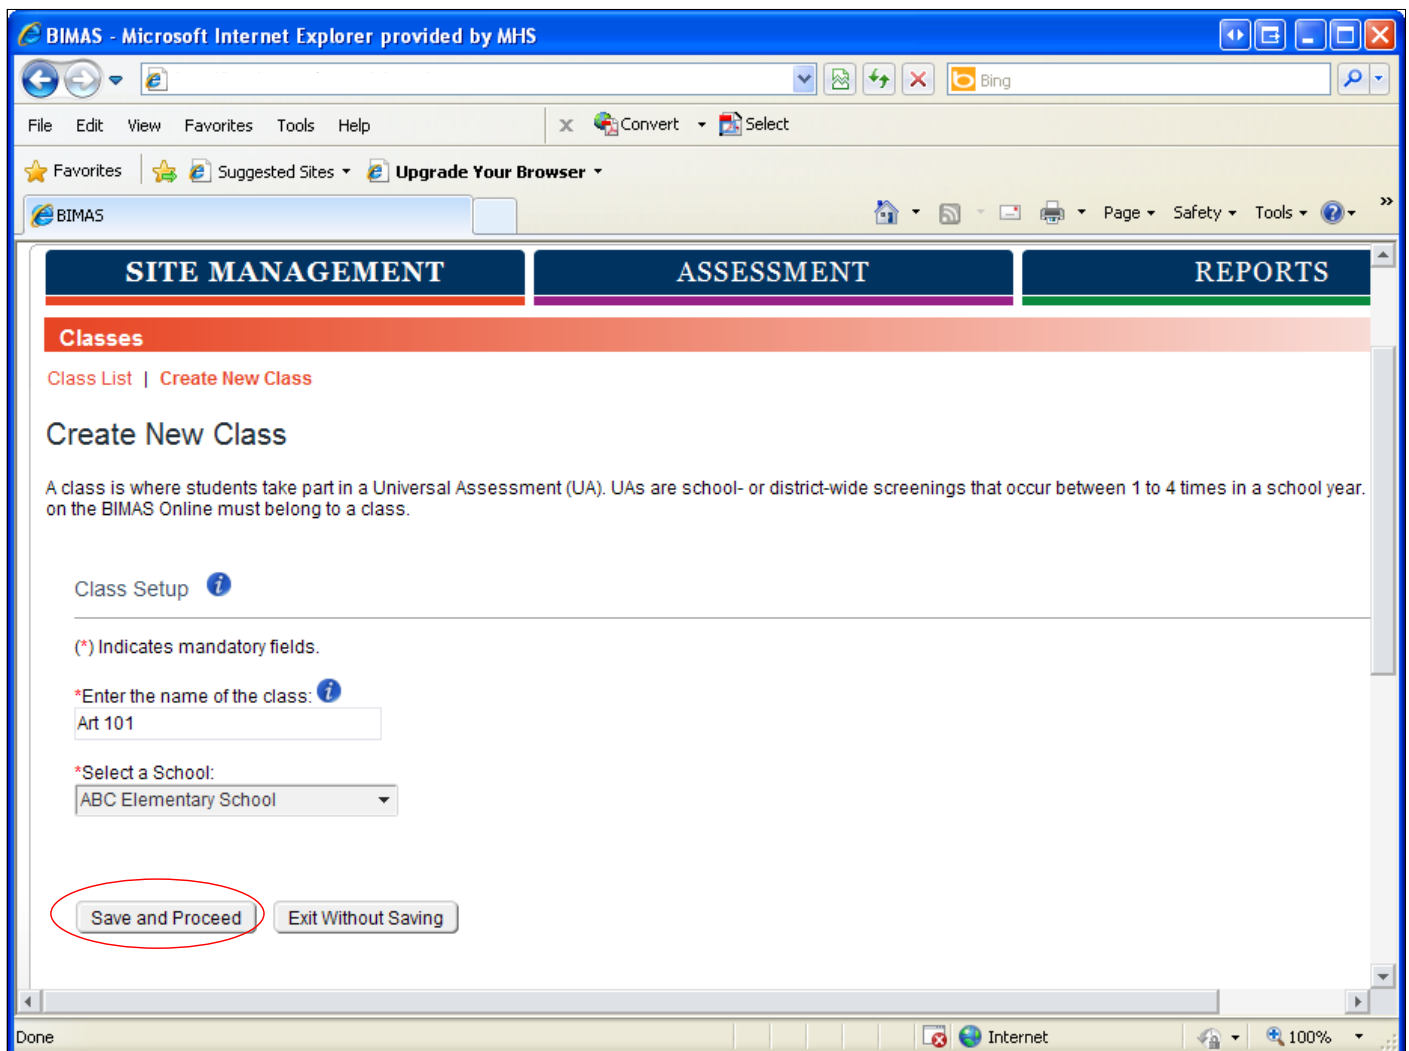 BIMAS - Microsoft Internet Explorer provided by MHS
Bing
File Edit View Favorites Tools Help x Convert Select
Favorites Suggested Sites Upgrade Your Browser
BIMAS Page Safety Tools »
SITE MANAGEMENT ASSESSMENT REPORTS
Classes
Class List | Create New Class
Create New Class
A class is where students take part in a Universal Assessment (UA). UAs are school- or district-wide screenings that occur between 1 to 4 times in a school year.
on the BIMAS Online must belong to a class.
Class Setup i
(*) Indicates mandatory fields.
*Enter the name of the class: i
Art 101
*Select a School:
ABC Elementary School
Save and Proceed Exit Without Saving
Done Internet 100%